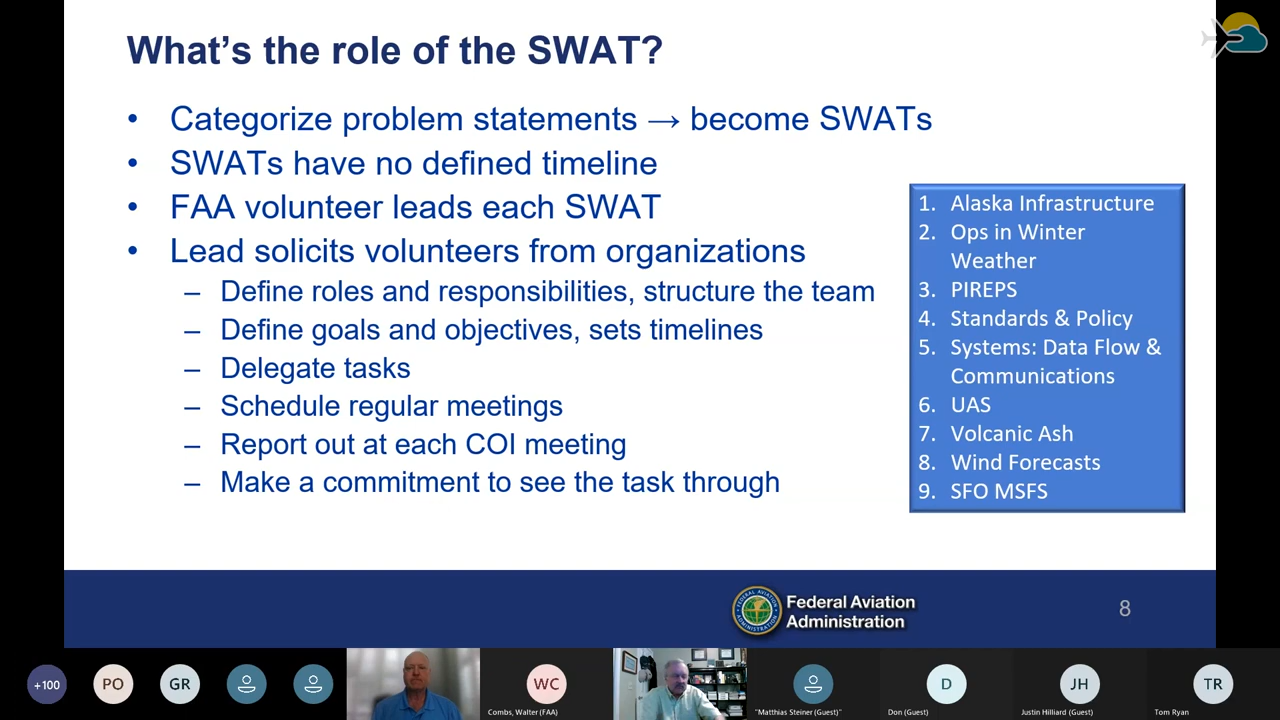 What's the role of the SWAT?
• Categorize problem statements → become SWATs
• SWATs have no defined timeline
• FAA volunteer leads each SWAT
• Lead solicits volunteers from organizations
– Define roles and responsibilities, structure the team
– Define goals and objectives, sets timelines
– Delegate tasks
– Schedule regular meetings
– Report out at each COI meeting
– Make a commitment to see the task through
1. Alaska Infrastructure
2. Ops in Winter
Weather
3. PIREPS
4. Standards & Policy
5. Systems: Data Flow &
Communications
6. UAS
7. Volcanic Ash
8. Wind Forecasts
9. SFO MSFS
Federal Aviation
Administration
8
+100
PO
GR
WC
Combs, Walter (FAA)
"Matthias Steiner (Guest)"
D
Don (Guest)
JH
Justin Hilliard (Guest)
TR
Tom Ryan